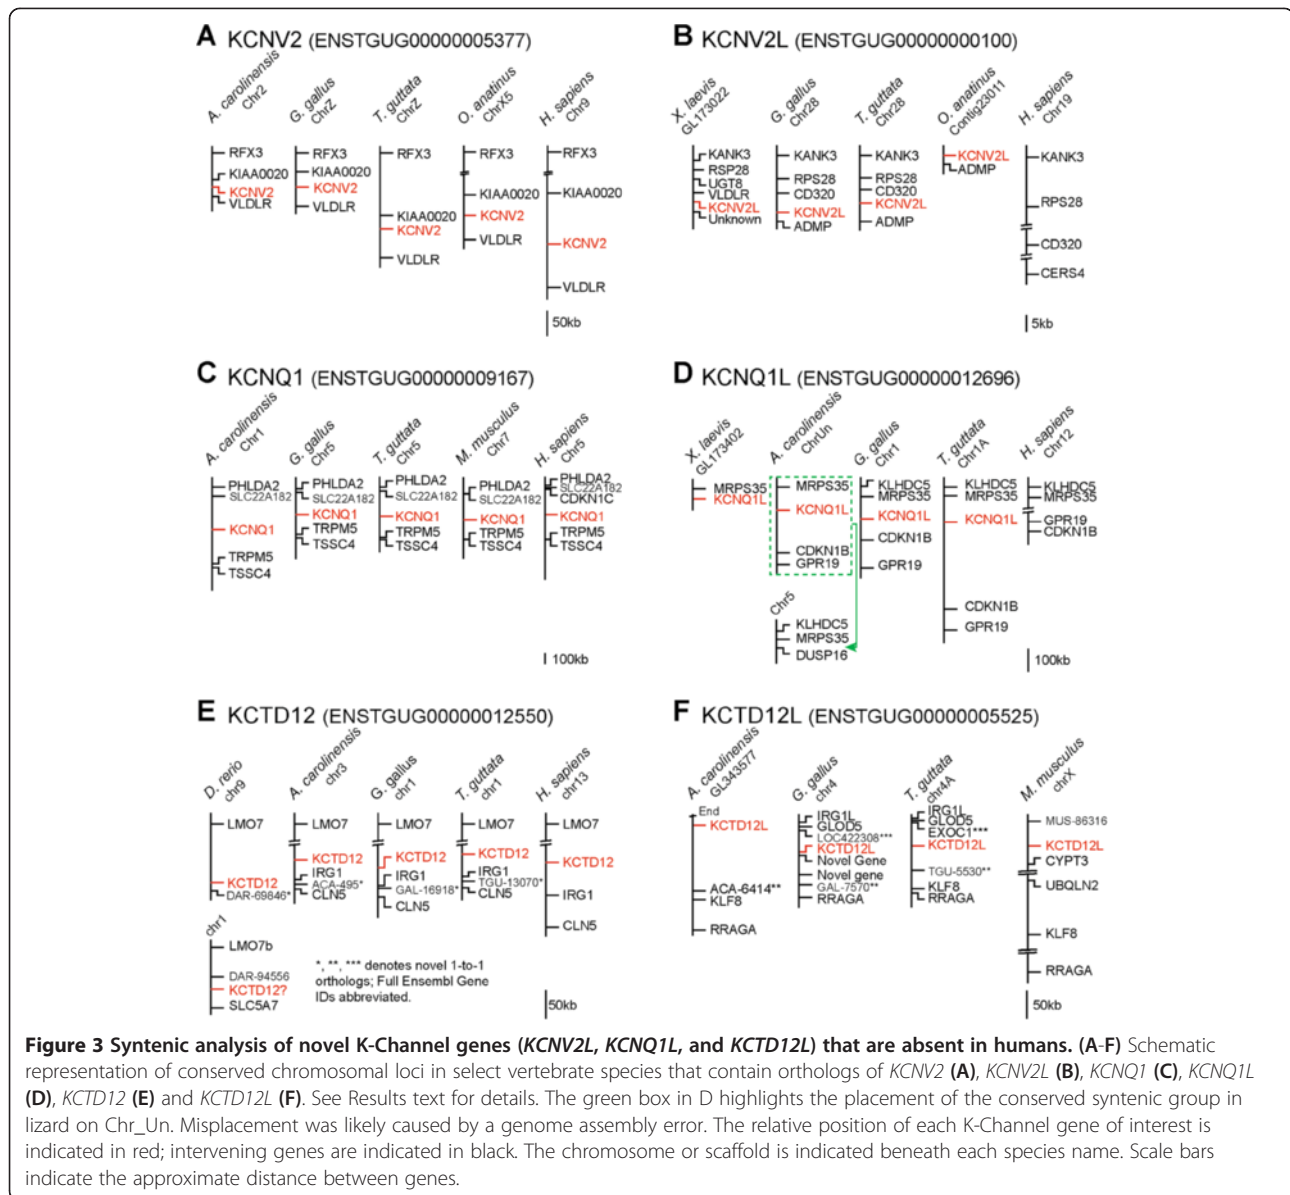 A KCNV2 (ENSTGUG00000005377)
A. carolinensis
Chr2
G. gallus
ChrZ
T. guttata
ChrZ
O. anatinus
ChrX5
H. sapiens
Chr9
RFX3
KIAA0020
KCNV2
VLDLR
RFX3
KIAA0020
KCNV2
VLDLR
RFX3
KIAA0020
KCNV2
VLDLR
RFX3
KIAA0020
KCNV2
VLDLR
RFX3
KIAA0020
KCNV2
VLDLR
50kb
B KCNV2L (ENSTGUG00000000100)
X. laevis
GL173022
G. gallus
Chr28
T. guttata
Chr28
O. anatinus
Contig23011
H. sapiens
Chr19
KANK3
RSP28
UGT8
VLDLR
KCNV2L
Unknown
KANK3
RPS28
CD320
KCNV2L
ADMP
KANK3
RPS28
CD320
KCNV2L
ADMP
KCNV2L
ADMP
KANK3
RPS28
CD320
CERS4
5kb
C KCNQ1 (ENSTGUG00000009167)
A. carolinensis
Chr1
G. gallus
Chr5
T. guttata
Chr5
M. musculus
Chr7
H. sapiens
Chr5
PHLDA2
SLC22A182
KCNQ1
TRPM5
TSSC4
PHLDA2
SLC22A182
KCNQ1
TRPM5
TSSC4
PHLDA2
SLC22A182
KCNQ1
TRPM5
TSSC4
PHLDA2
SLC22A182
KCNQ1
TRPM5
TSSC4
PHLDA2
SLC22A182
CDKN1C
KCNQ1
TRPM5
TSSC4
100kb
D KCNQ1L (ENSTGUG00000012696)
X. laevis
GL173402
A. carolinensis
ChrUn
G. gallus
Chr1
T. guttata
Chr1A
H. sapiens
Chr12
MRPS35
KCNQ1L
MRPS35
KCNQ1L
CDKN1B
GPR19
Chr5
KLHDC5
MRPS35
DUSP16
KLHDC5
MRPS35
KCNQ1L
CDKN1B
GPR19
KLHDC5
MRPS35
KCNQ1L
CDKN1B
GPR19
KLHDC5
MRPS35
GPR19
CDKN1B
100kb
E KCTD12 (ENSTGUG00000012550)
D. rerio
chr9
A. carolinensis
chr3
G. gallus
chr1
T. guttata
chr1
H. sapiens
chr13
LMO7
KCTD12
DAR-69846*
chr1
LMO7b
DAR-94556
KCTD12?
SLC5A7
LMO7
KCTD12
IRG1
ACA-495*
CLN5
LMO7
KCTD12
IRG1
GAL-16918*
CLN5
LMO7
KCTD12
IRG1
TGU-13070*
CLN5
LMO7
KCTD12
IRG1
CLN5
*, **, *** denotes novel 1-to-1
orthologs; Full Ensembl Gene
IDs abbreviated.
50kb
F KCTD12L (ENSTGUG00000005525)
A. carolinensis
GL343577
G. gallus
chr4
T. guttata
chr4A
M. musculus
chrX
End
KCTD12L
ACA-6414**
KLF8
RRAGA
IRG1L
GLOD5
LOC422308***
KCTD12L
Novel Gene
Novel gene
GAL-7570**
RRAGA
IRG1L
GLOD5
EXOC1***
KCTD12L
TGU-5530**
KLF8
RRAGA
MUS-86316
KCTD12L
CYPT3
UBQLN2
KLF8
RRAGA
50kb
Figure 3 Syntenic analysis of novel K-Channel genes (KCNV2L, KCNQ1L, and KCTD12L) that are absent in humans. (A-F) Schematic
representation of conserved chromosomal loci in select vertebrate species that contain orthologs of KCNV2 (A), KCNV2L (B), KCNQ1 (C), KCNQ1L
(D), KCTD12 (E) and KCTD12L (F). See Results text for details. The green box in D highlights the placement of the conserved syntenic group in
lizard on Chr_Un. Misplacement was likely caused by a genome assembly error. The relative position of each K-Channel gene of interest is
indicated in red; intervening genes are indicated in black. The chromosome or scaffold is indicated beneath each species name. Scale bars
indicate the approximate distance between genes.